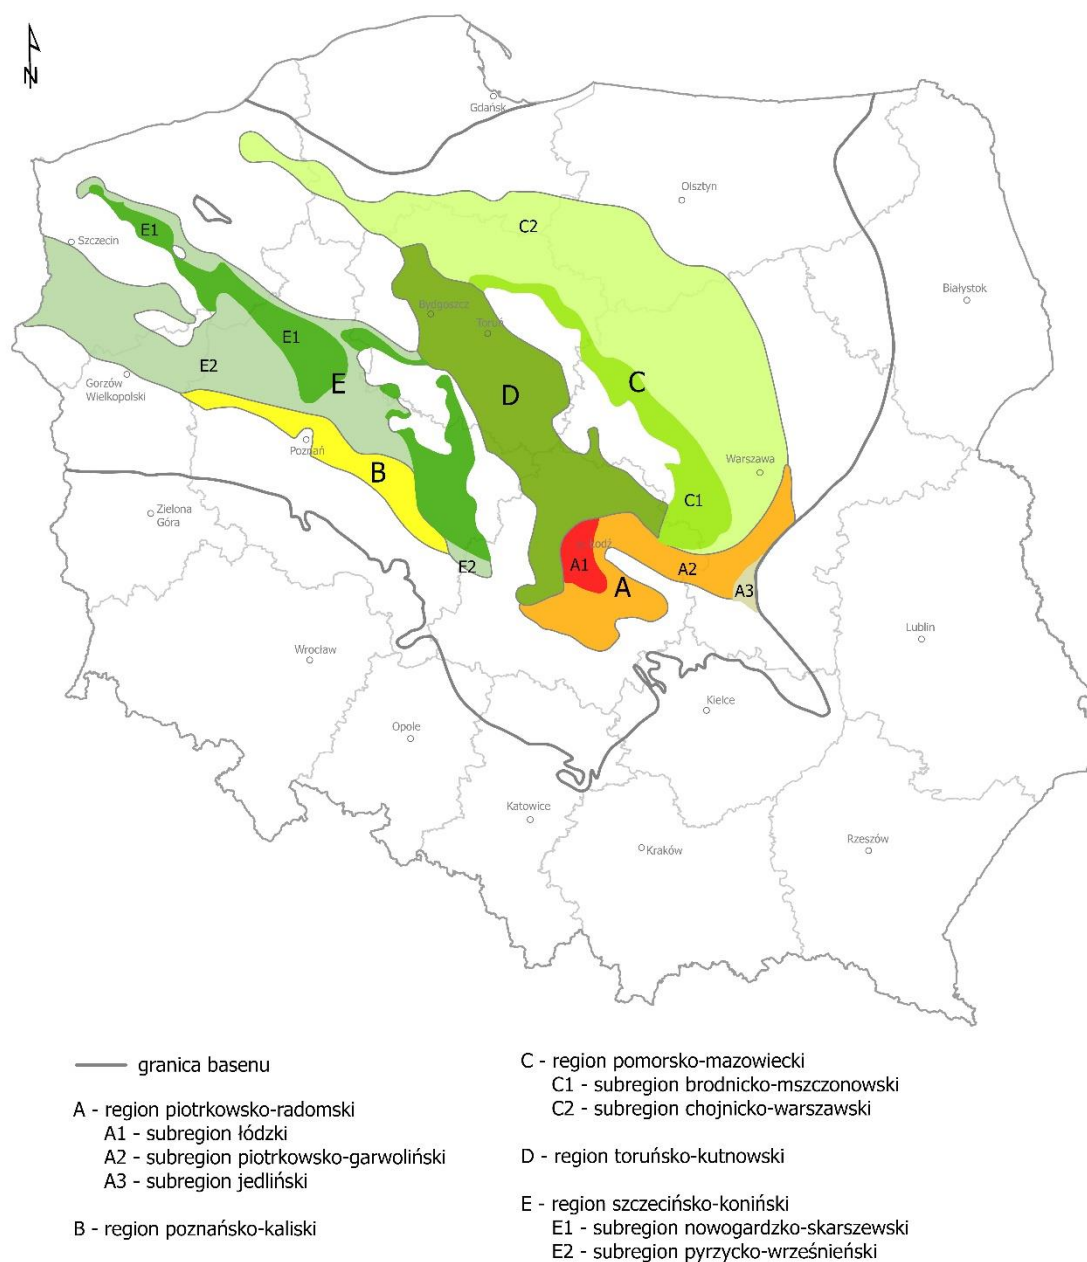 N
Gdańsk
Olsztyn
C2
E1
Szczecin
Białystok
Bydgoszcz
Toruń
E1
E2
Gorzów
Wielkopolski
E
D
C
Poznań
B
Warszawa
C1
Zielona
Góra
E2
Łódź
A1
A2
A
A3
Lublin
Wrocław
Kielce
Opole
Katowice
Kraków
Rzeszów
granica basenu
A - region piotrkowsko-radomski
A1 - subregion łódzki
A2 - subregion piotrkowsko-garwoliński
A3 - subregion jedliński
B - region poznańsko-kaliski
C - region pomorsko-mazowiecki
C1 - subregion brodnicko-mszczonowski
C2 - subregion chojnicko-warszawski
D - region toruńsko-kutnowski
E - region szczecińsko-koniński
E1 - subregion nowogardzko-skarszewski
E2 - subregion pyrzycko-wrześnieński